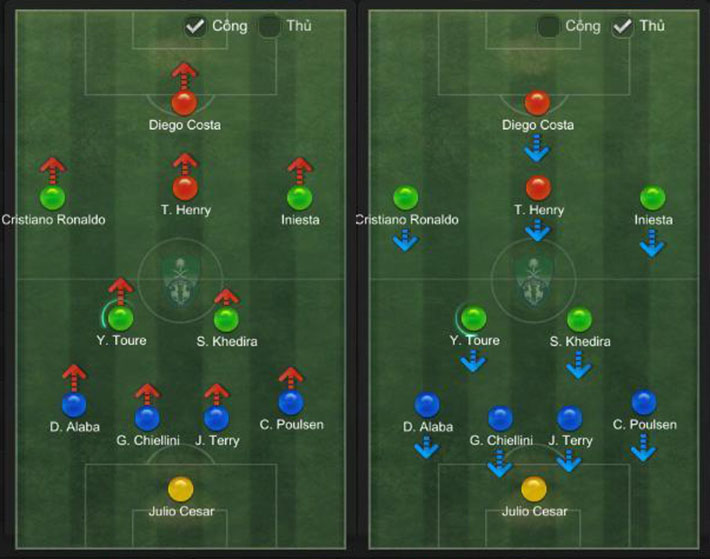 Công Thủ
Diego Costa
Cristiano Ronaldo
T. Henry
Iniesta
Y. Toure
S. Khedira
D. Alaba
G. Chiellini
J. Terry
C. Poulsen
Julio Cesar
Công Thủ
Diego Costa
Cristiano Ronaldo
T. Henry
Iniesta
Y. Toure
S. Khedira
D. Alaba
G. Chiellini
J. Terry
C. Poulsen
Julio Cesar